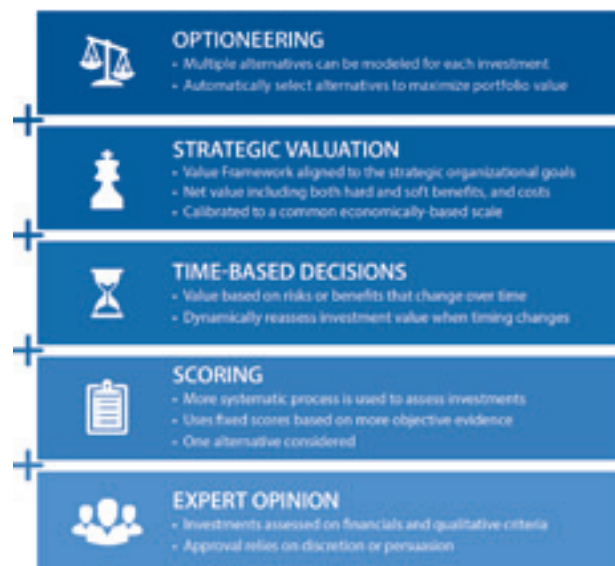 OPTIONEERING
• Multiple alternatives can be modeled for each investment
• Automatically select alternatives to maximize portfolio value
+
STRATEGIC VALUATION
• Value Framework aligned to the strategic organizational goals
• Net value including both hard and soft benefits, and costs
• Calibrated to a common economically-based scale
+
TIME-BASED DECISIONS
• Value based on risks or benefits that change over time
• Dynamically reassess investment value when timing changes
+
SCORING
• More systematic process is used to assess investments
• Uses fixed scores based on more objective evidence
• One alternative considered
+
EXPERT OPINION
• Investments assessed on financials and qualitative criteria
• Approval relies on discretion or persuasion